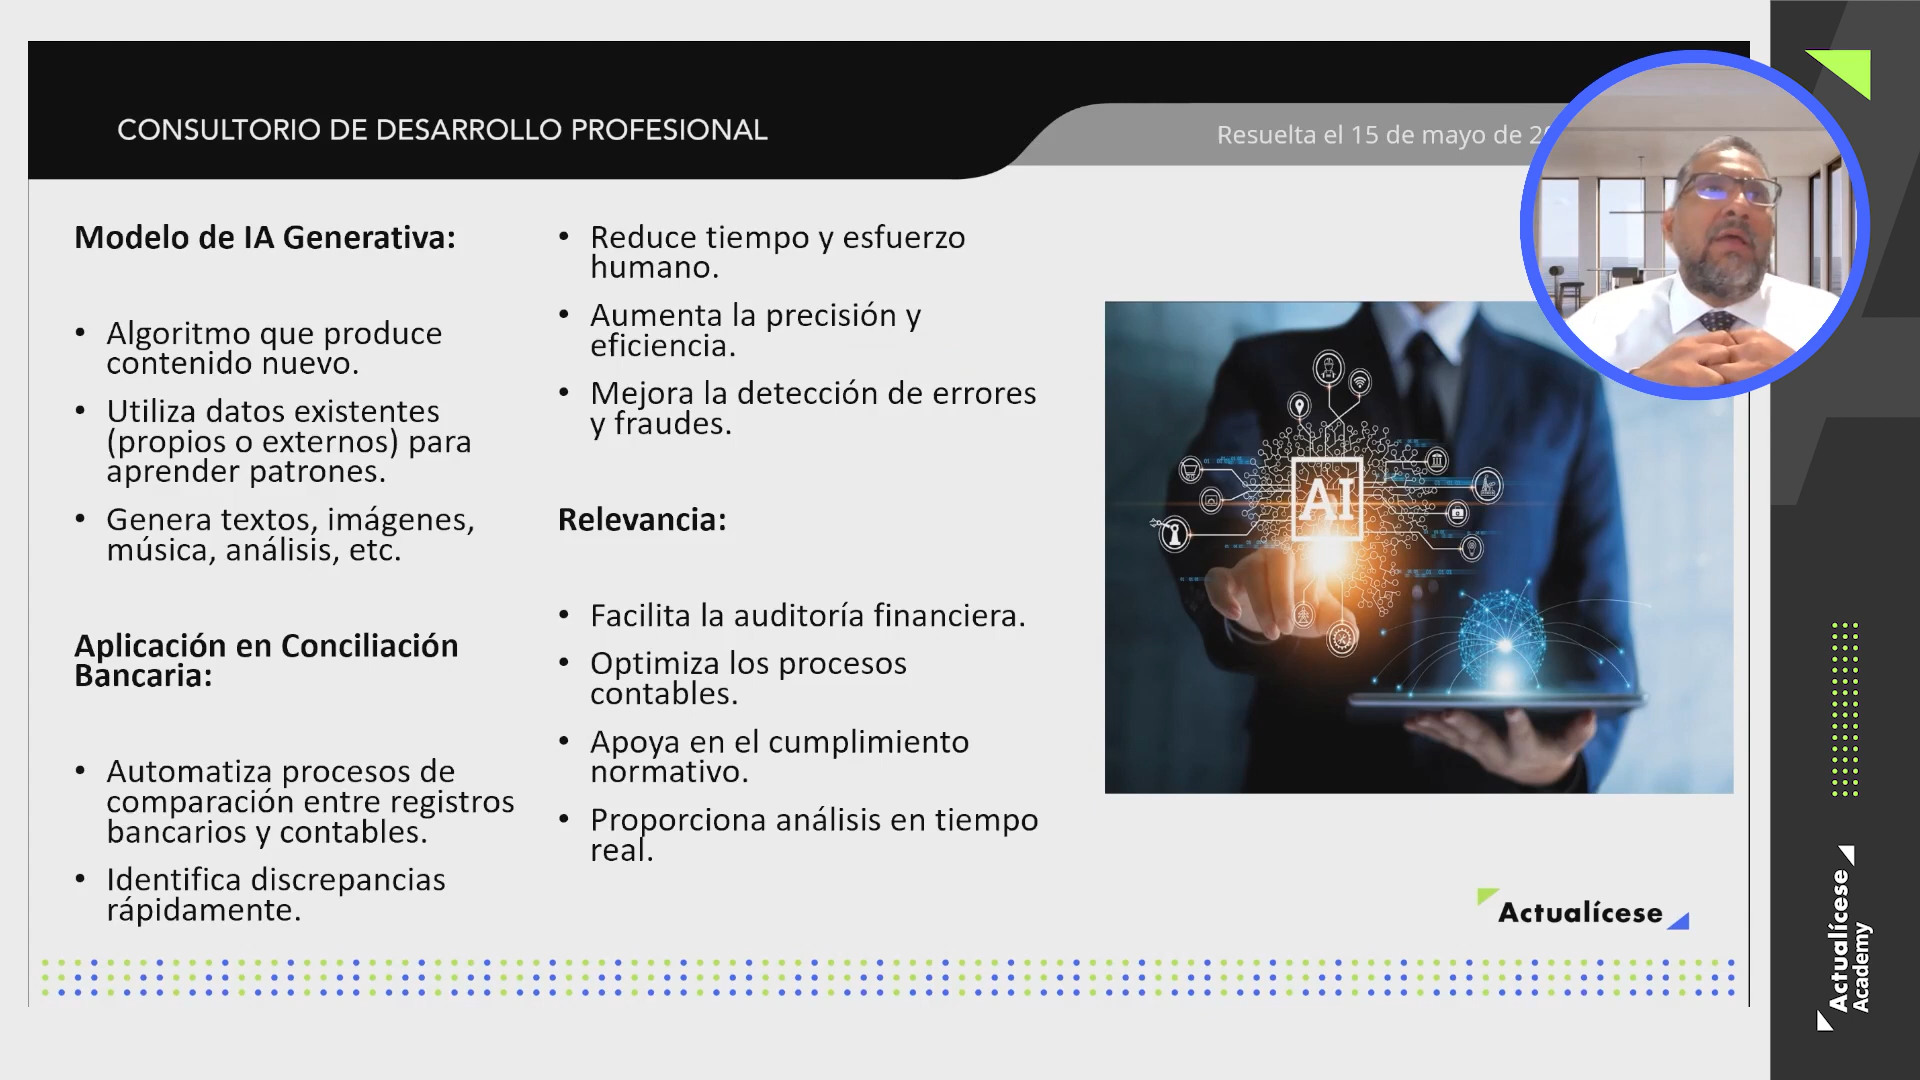 CONSULTORIO DE DESARROLLO PROFESIONAL
Resuelta el 15 de mayo de
Modelo de IA Generativa:
• Algoritmo que produce
contenido nuevo.
• Utiliza datos existentes
(propios o externos) para
aprender patrones.
• Genera textos, imágenes,
música, análisis, etc.
Aplicación en Conciliación
Bancaria:
• Automatiza procesos de
comparación entre registros
bancarios y contables.
• Identifica discrepancias
rápidamente.
• Reduce tiempo y esfuerzo
humano.
• Aumenta la precisión y
eficiencia.
• Mejora la detección de errores
y fraudes.
Relevancia:
• Facilita la auditoría financiera.
• Optimiza los procesos
contables.
• Apoya en el cumplimiento
normativo.
• Proporciona análisis en tiempo
real.
AI
Actualícese
Actualícese
Academy